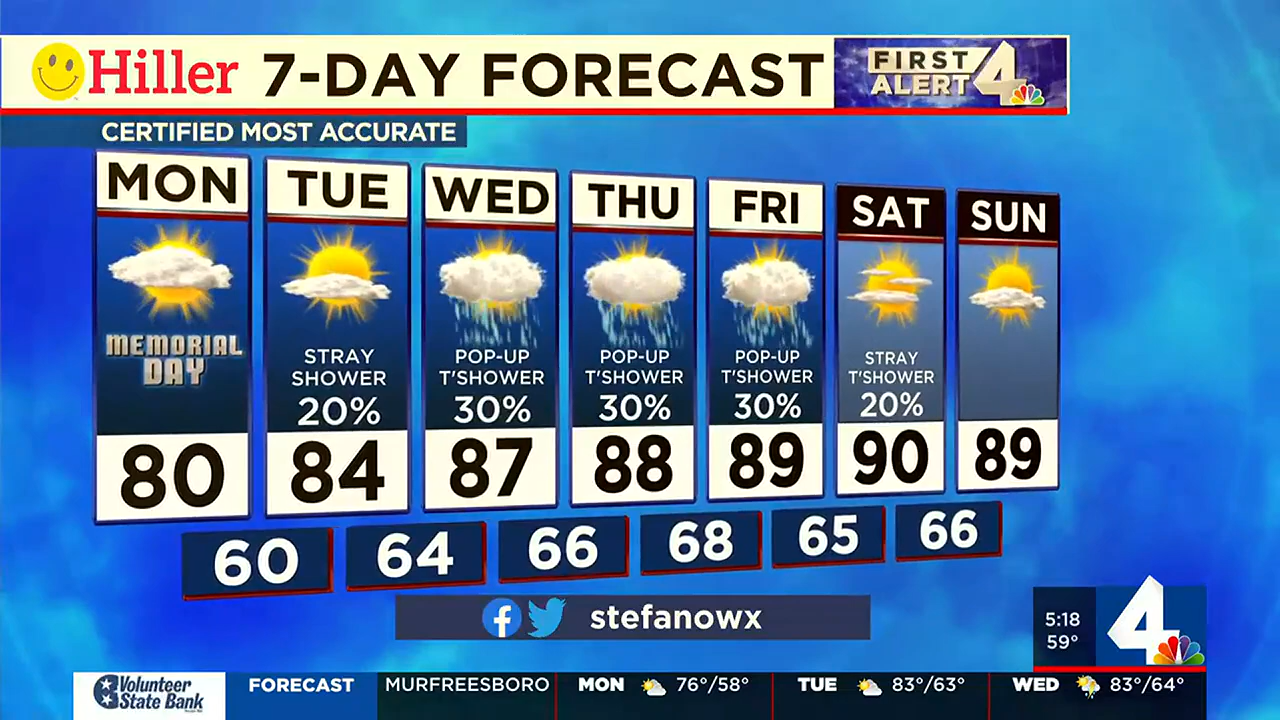 Hiller 7-DAY FORECAST
FIRST
ALERT 4
CERTIFIED MOST ACCURATE
MON TUE WED THU FRI SAT SUN
MEMORIAL
DAY
STRAY
SHOWER
20%
POP-UP
T'SHOWER
30%
POP-UP
T'SHOWER
30%
POP-UP
T'SHOWER
30%
STRAY
T'SHOWER
20%
80 84 87 88 89 90 89
60 64 66 68 65 66
stefanowx
5:18
59°
4
Volunteer
State Bank
FORECAST MURFREESBORO MON 76°/58° TUE 83°/63° WED 83°/64°